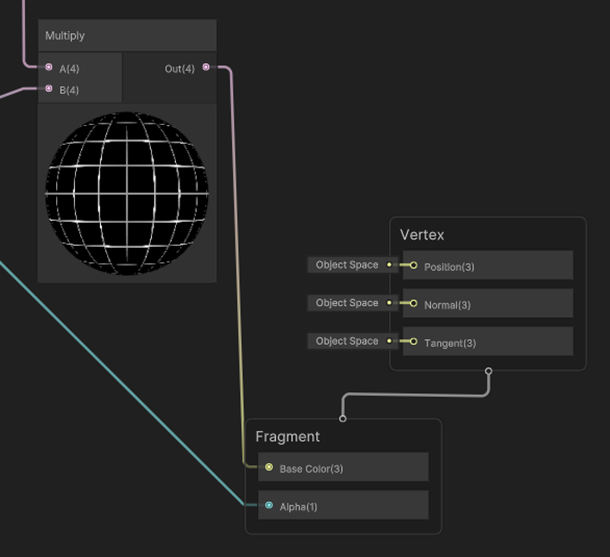 Multiply
A(4)
Out(4)
B(4)
Vertex
Object Space
Position(3)
Object Space
Normal(3)
Object Space
Tangent(3)
Fragment
Base Color(3)
Alpha(1)